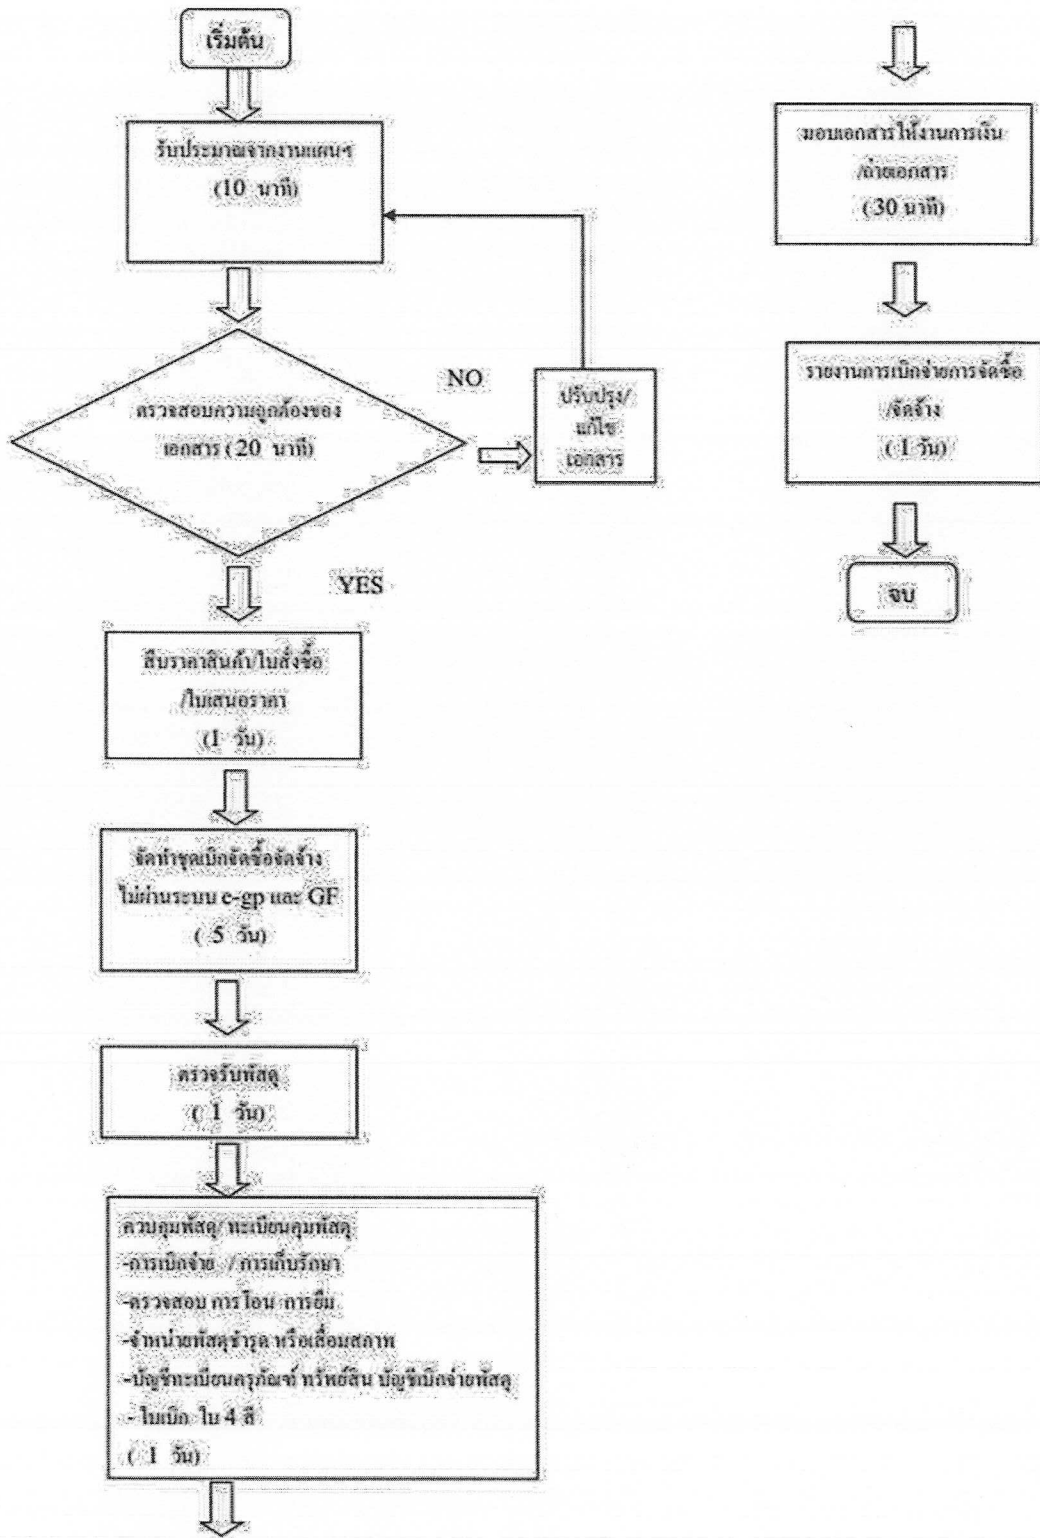 เริ่มต้น
รับประมาณจากงานแผนฯ
(10 นาที)
ตรวจสอบความถูกต้องของ
เอกสาร (20 นาที)
NO
ปรับปรุง/
แก้ไข
เอกสาร
YES
สืบราคาสินค้า/ใบสั่งซื้อ
/ใบเสนอราคา
(1 วัน)
จัดทำชุดเบิกจัดซื้อจัดจ้าง
ไม่ผ่านระบบ e-gp และ GF
( 5 วัน)
ตรวจรับพัสดุ
( 1 วัน)
ควบคุมพัสดุ/ ทะเบียนคุมพัสดุ
-การเบิกจ่าย / การเก็บรักษา
-ตรวจสอบ การโอน การยืม
-จำหน่ายพัสดุชำรุด หรือเสื่อมสภาพ
-บัญชีทะเบียนครุภัณฑ์ ทรัพย์สิน บัญชีเบิกจ่ายพัสดุ
- ใบเบิก ใบ 4 สี
( 1 วัน)
มอบเอกสารให้งานการเงิน
/ถ่ายเอกสาร
(30 นาที)
รายงานการเบิกจ่ายการจัดซื้อ
/จัดจ้าง
( 1 วัน)
จบ